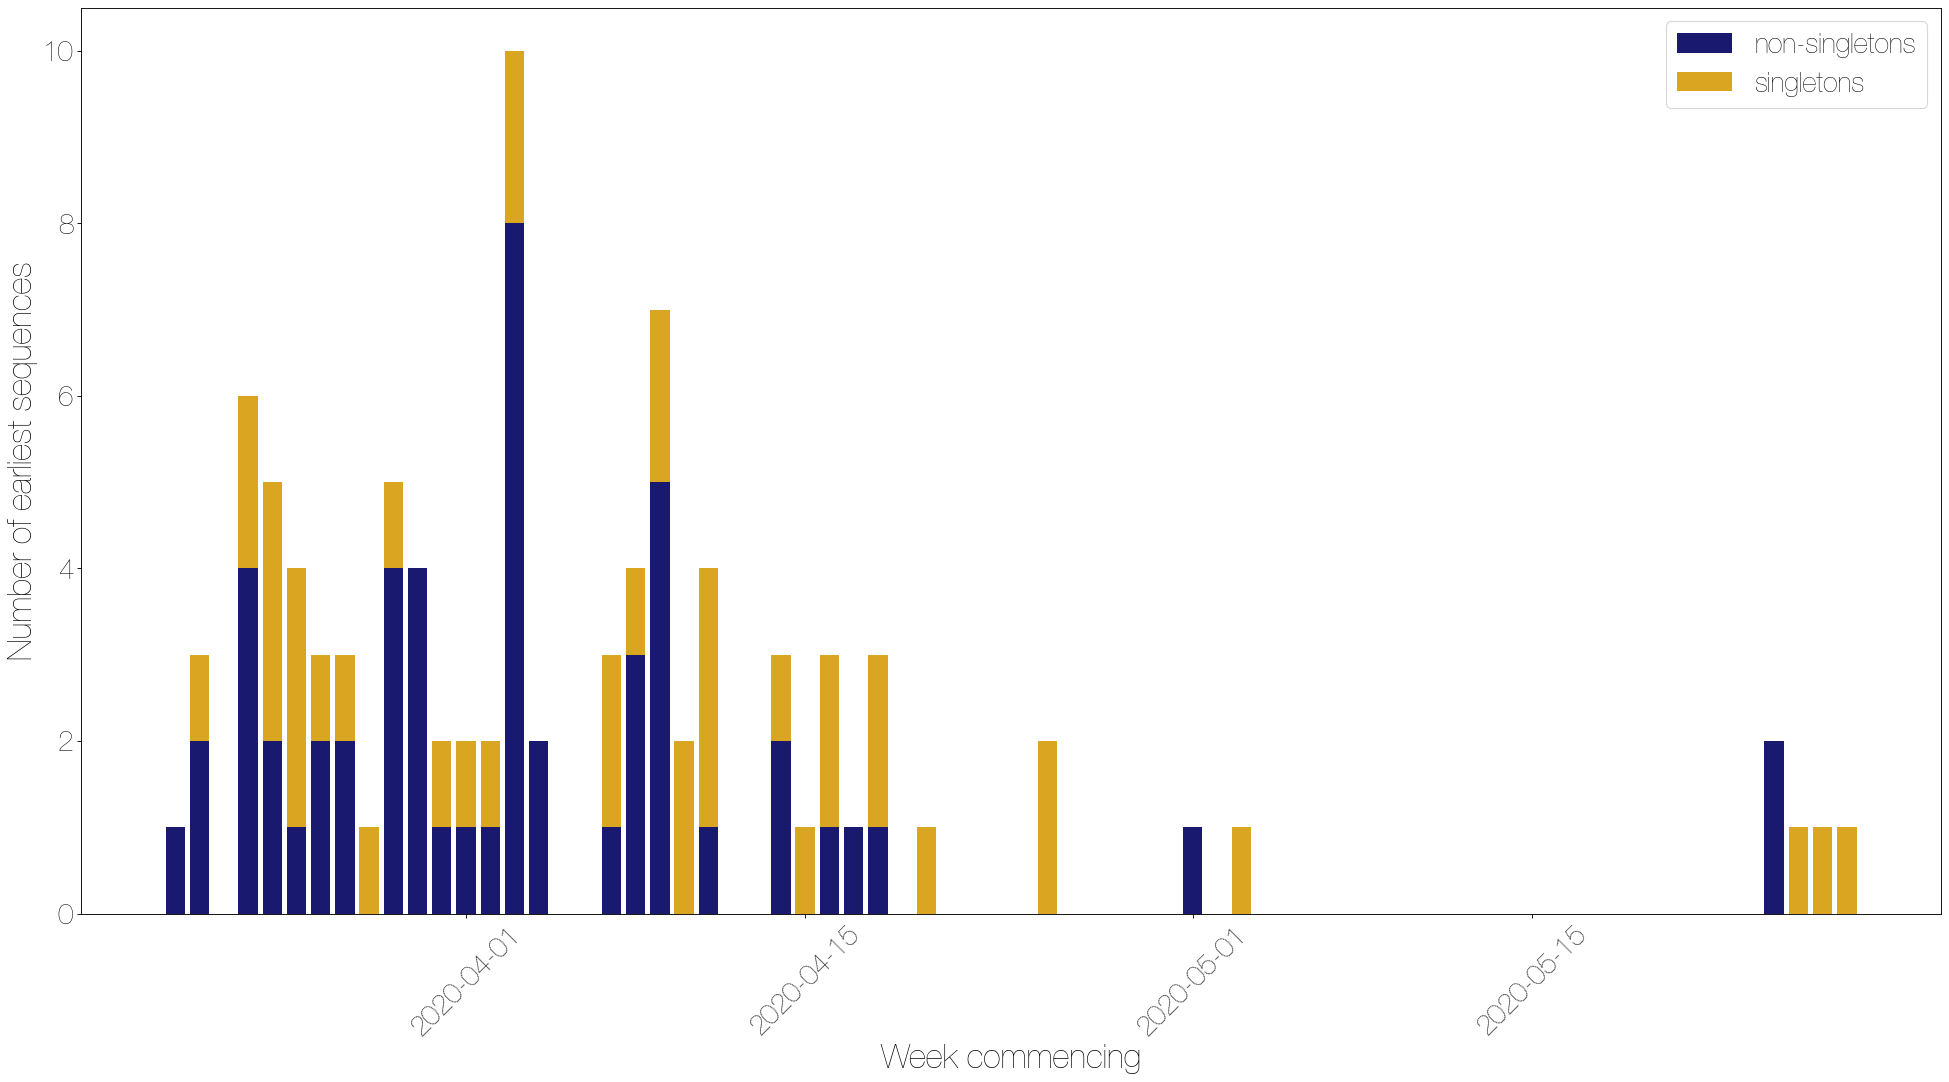 non-singletons
singletons
Number of earliest sequences
10
8
6
4
2
0
2020-04-01
2020-04-15
2020-05-01
2020-05-15
Week commencing